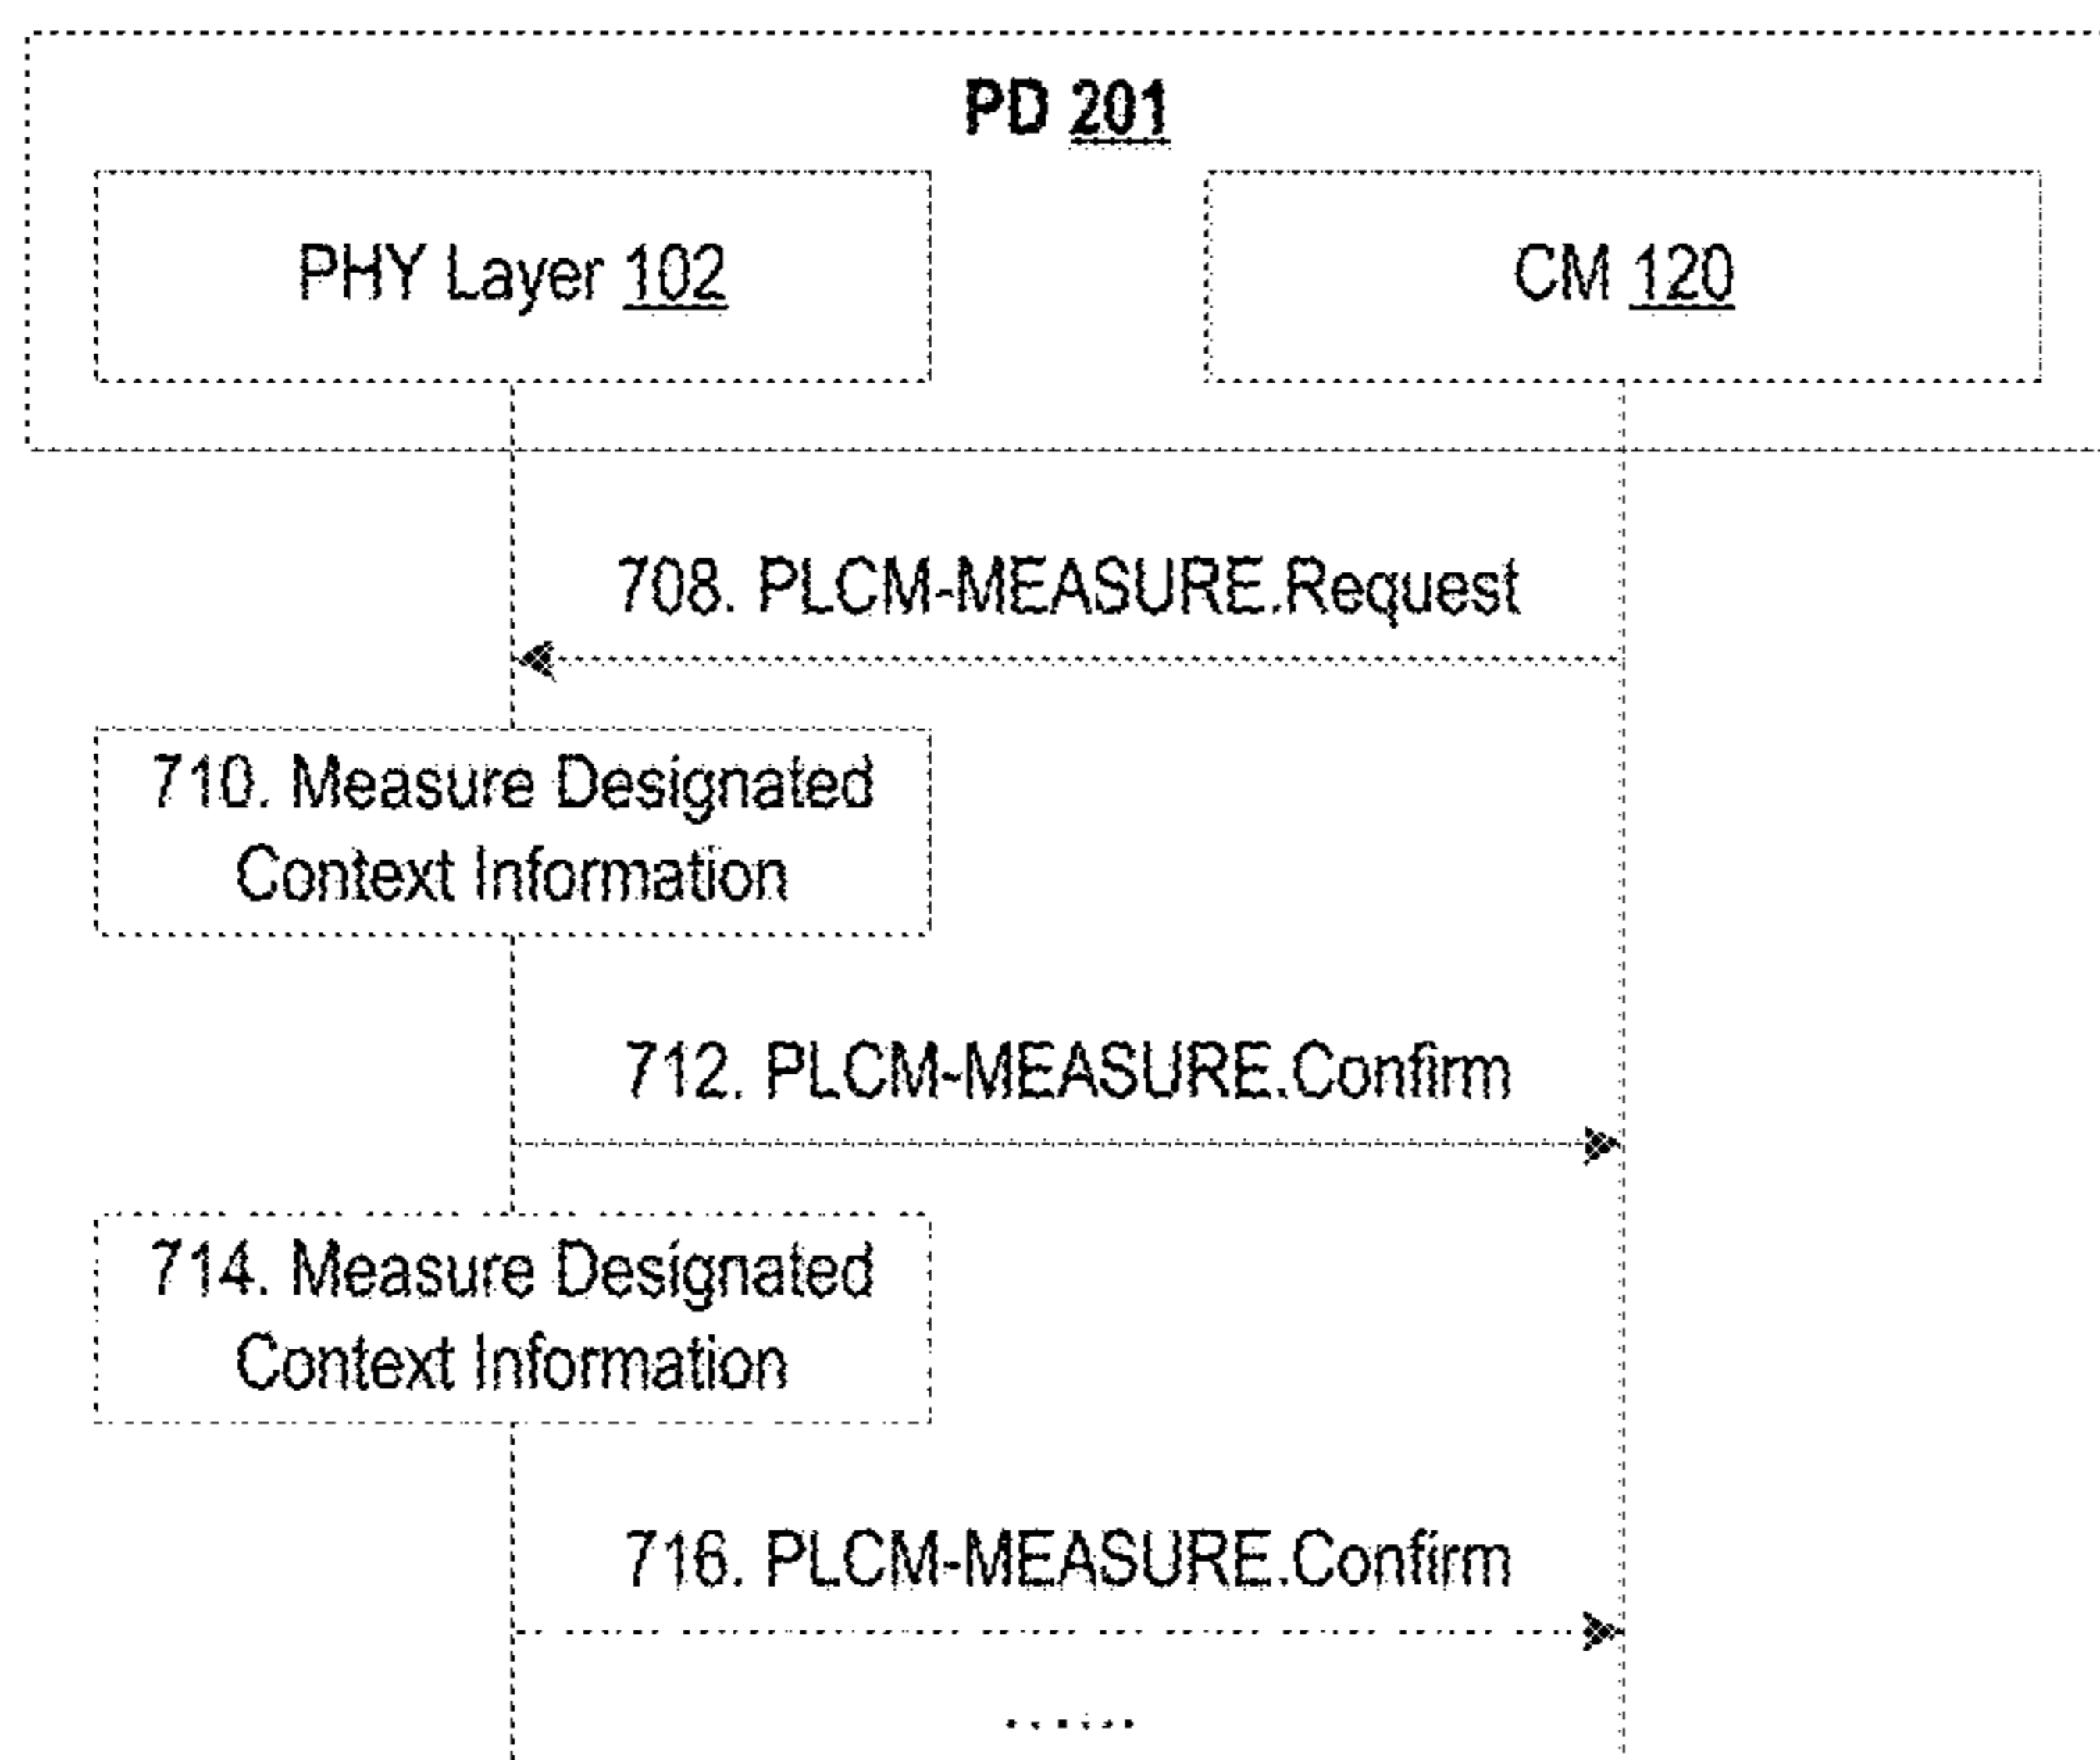 PD 201
PHY Layer 102
CM 120
708. PLCM-MEASURE.Request
710. Measure Designated
Context Information
712. PLCM-MEASURE.Confirm
714. Measure Designated
Context Information
716. PLCM-MEASURE.Confirm
......